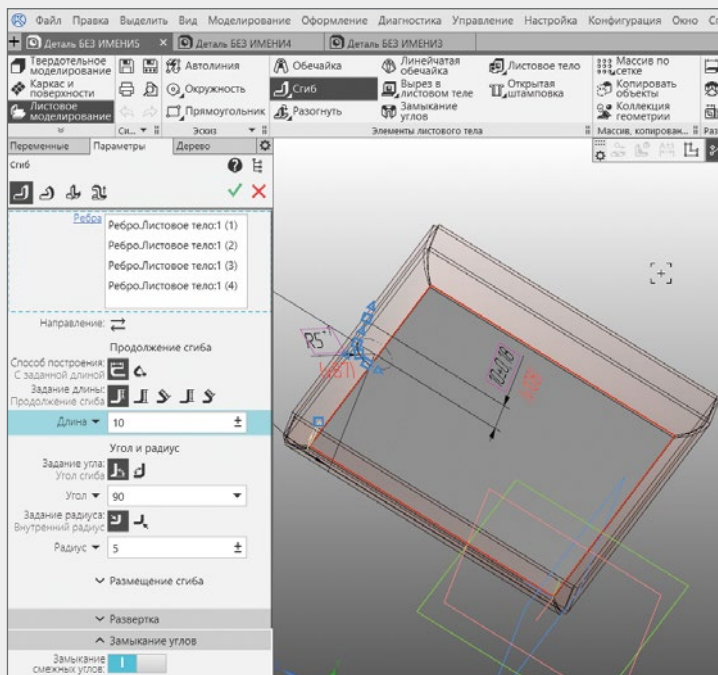 Файл Правка Выделить Вид Моделирование Оформление Диагностика Управление Настройка Конфигурация Окно
Деталь БЕЗ ИМЕНИ5 × Деталь БЕЗ ИМЕНИ4 Деталь БЕЗ ИМЕНИ3
Твердотельное моделирование
Каркас и поверхности
Листовое моделирование
Автолиния
Окружность
Прямоугольник
Обечайка
Сгиб
Разогнуть
Линейчатая обечайка
Вырез в листовом теле
Замыкание углов
Листовое тело
Открытая штамповка
Массив по сетке
Копировать объекты
Коллекция геометрии
Си... Эскиз Элементы листового тела Массив, копирован... Раз
Переменные Параметры Дерево
Сгиб
Ребра
Ребро.Листовое тело:1 (1)
Ребро.Листовое тело:1 (2)
Ребро.Листовое тело:1 (3)
Ребро.Листовое тело:1 (4)
Направление:
Продолжение сгиба
Способ построения:
С заданной длиной
Задание длины:
Продолжение сгиба
Длина 10 ±
Угол и радиус
Задание угла:
Угол сгиба
Угол 90
Задание радиуса:
Внутренний радиус
Радиус 5 ±
Размещение сгиба
Развертка
Замыкание углов
Замыкание
смежных углов:
R5